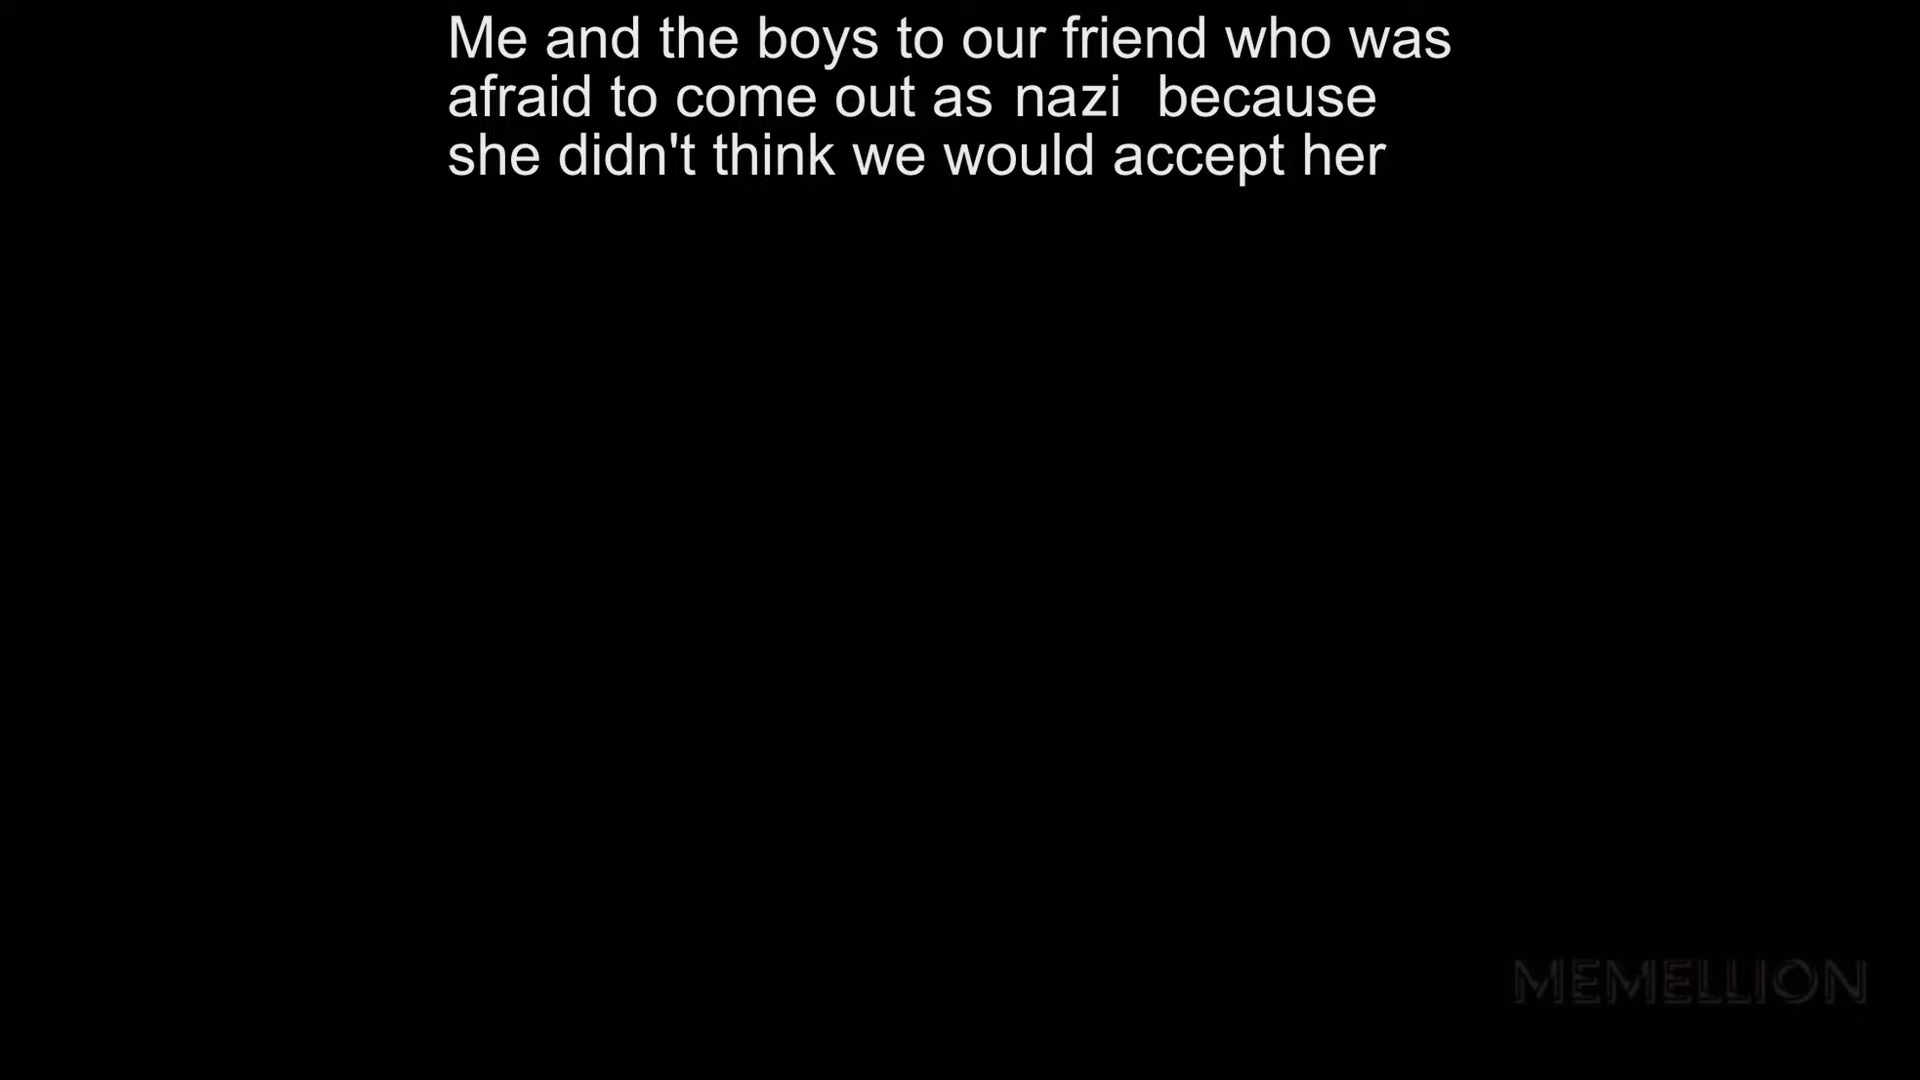 Me and the boys to our friend who was
afraid to come out as nazi because
she didn't think we would accept her
MEMELLION